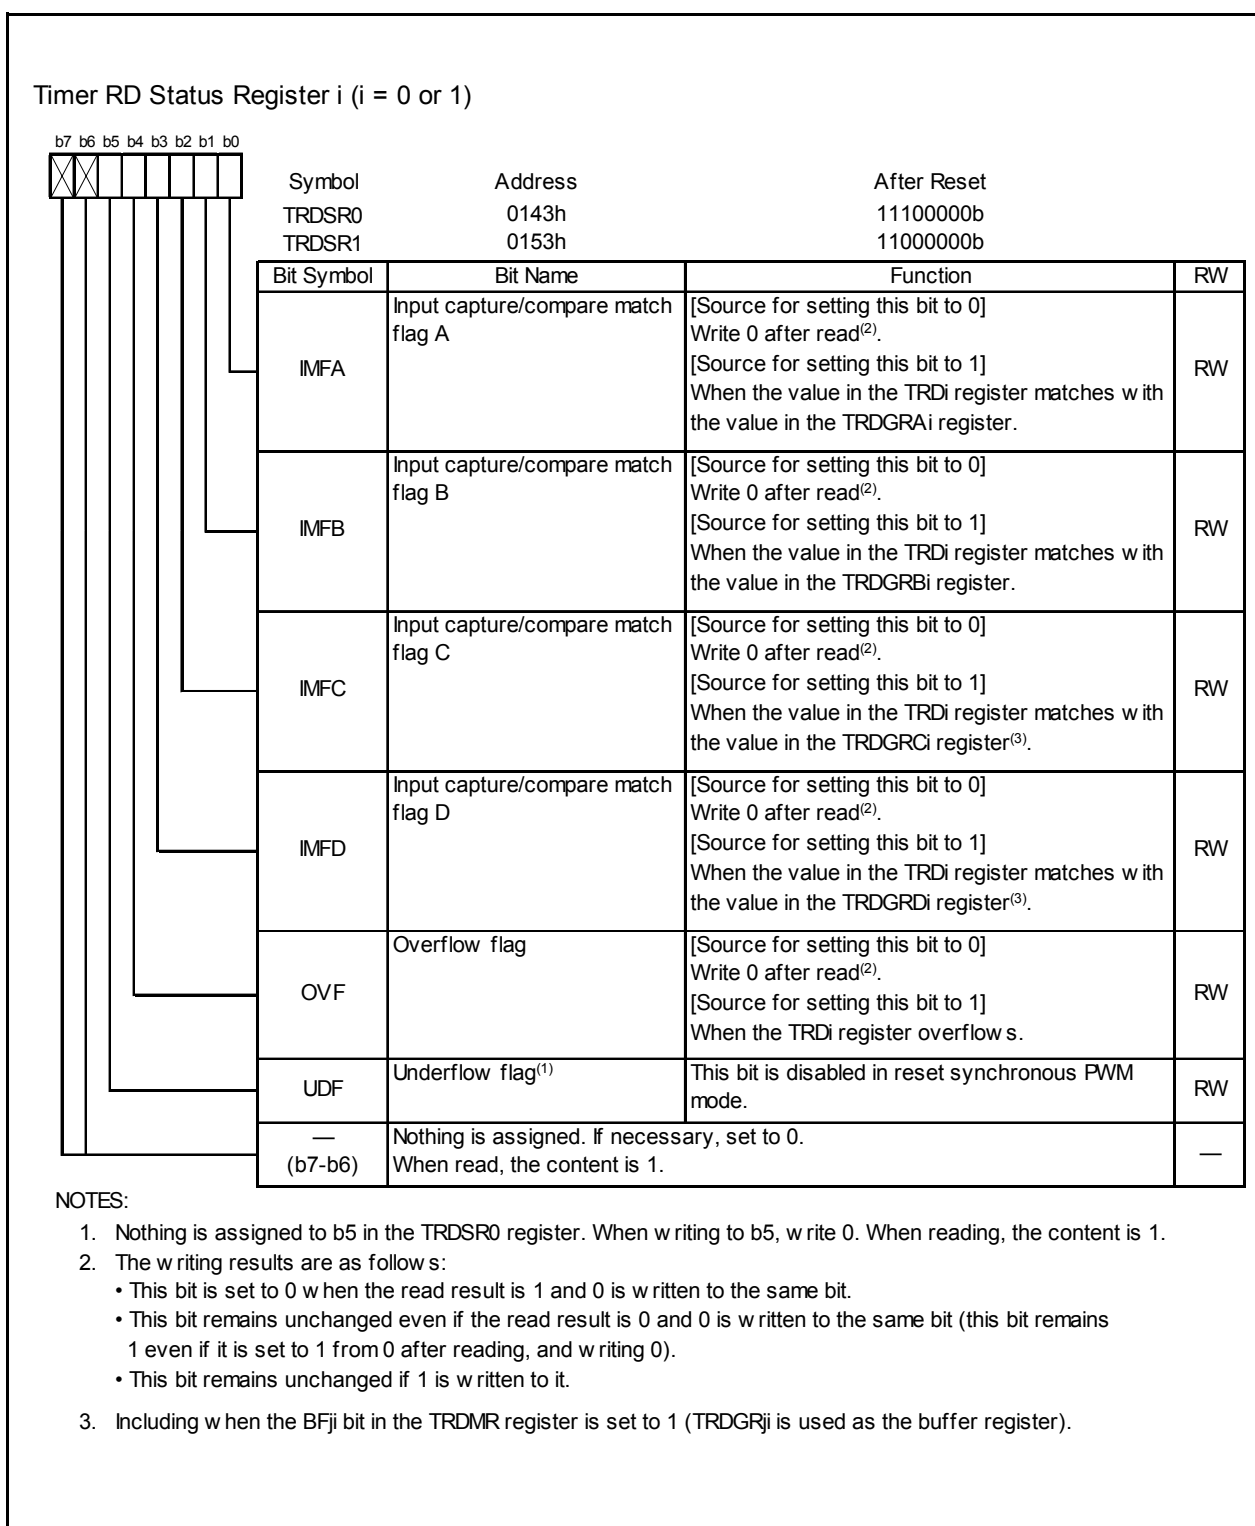 Timer RD Status Register i (i = 0 or 1)
b7 b6 b5 b4 b3 b2 b1 b0
Symbol Address After Reset
TRDSR0 0143h 11100000b
TRDSR1 0153h 11000000b
Bit Symbol Bit Name Function RW
IMFA
Input capture/compare match
flag A
[Source for setting this bit to 0]
Write 0 after read(2).
[Source for setting this bit to 1]
When the value in the TRDi register matches with
the value in the TRDGRAi register.
RW
IMFB
Input capture/compare match
flag B
[Source for setting this bit to 0]
Write 0 after read(2).
[Source for setting this bit to 1]
When the value in the TRDi register matches with
the value in the TRDGRBi register.
RW
IMFC
Input capture/compare match
flag C
[Source for setting this bit to 0]
Write 0 after read(2).
[Source for setting this bit to 1]
When the value in the TRDi register matches with
the value in the TRDGRCi register(3).
RW
IMFD
Input capture/compare match
flag D
[Source for setting this bit to 0]
Write 0 after read(2).
[Source for setting this bit to 1]
When the value in the TRDi register matches with
the value in the TRDGRDi register(3).
RW
OVF
Overflow flag
[Source for setting this bit to 0]
Write 0 after read(2).
[Source for setting this bit to 1]
When the TRDi register overflows.
RW
UDF
Underflow flag(1)
This bit is disabled in reset synchronous PWM
mode.
RW
—
(b7-b6)
Nothing is assigned. If necessary, set to 0.
When read, the content is 1.
—
NOTES:
1. Nothing is assigned to b5 in the TRDSR0 register. When writing to b5, write 0. When reading, the content is 1.
2. The writing results are as follows:
• This bit is set to 0 when the read result is 1 and 0 is written to the same bit.
• This bit remains unchanged even if the read result is 0 and 0 is written to the same bit (this bit remains
1 even if it is set to 1 from 0 after reading, and writing 0).
• This bit remains unchanged if 1 is written to it.
3. Including when the BFji bit in the TRDMR register is set to 1 (TRDGRji is used as the buffer register).